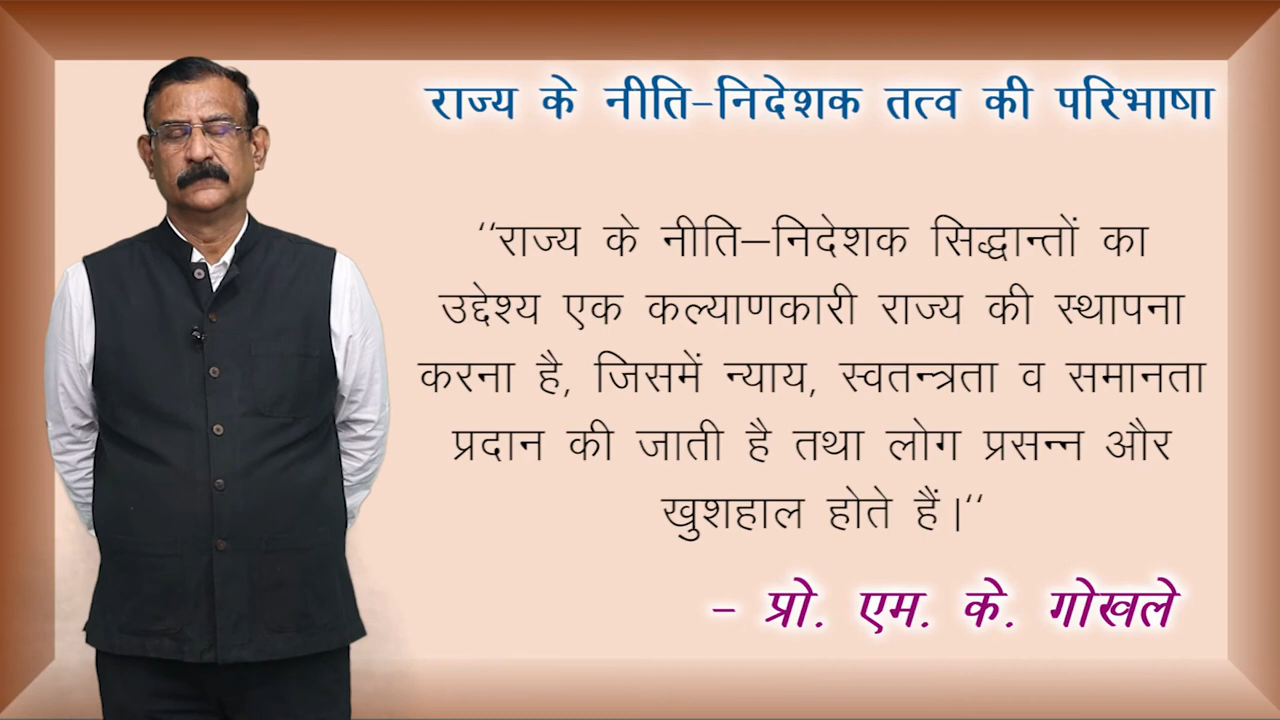 राज्य के नीति-निदेशक तत्व की परिभाषा
‘‘राज्य के नीति–निदेशक सिद्धान्तों का
उद्देश्य एक कल्याणकारी राज्य की स्थापना
करना है, जिसमें न्याय, स्वतन्त्रता व समानता
प्रदान की जाती है तथा लोग प्रसन्न और
खुशहाल होते हैं।‘‘
- प्रो. एम. के. गोखले